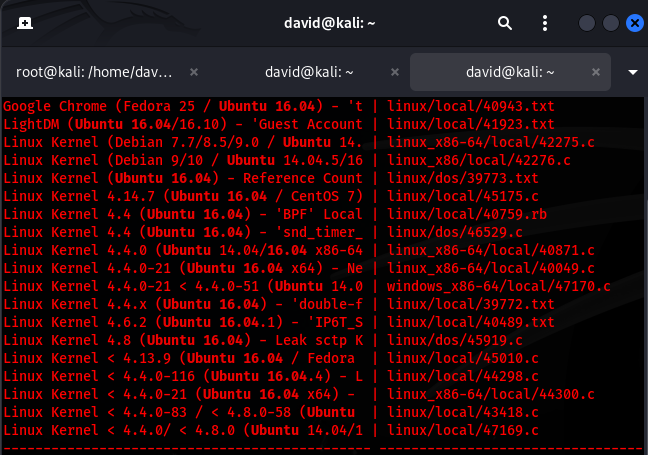 david@kali: ~
root@kali: /home/dav... david@kali: ~ david@kali: ~
Google Chrome (Fedora 25 / Ubuntu 16.04) - 't | linux/local/40943.txt
LightDM (Ubuntu 16.04/16.10) - 'Guest Account | linux/local/41923.txt
Linux Kernel (Debian 7.7/8.5/9.0 / Ubuntu 14. | linux_x86-64/local/42275.c
Linux Kernel (Debian 9/10 / Ubuntu 14.04.5/16 | linux_x86/local/42276.c
Linux Kernel (Ubuntu 16.04) - Reference Count | linux/dos/39773.txt
Linux Kernel 4.14.7 (Ubuntu 16.04 / CentOS 7) | linux/local/45175.c
Linux Kernel 4.4 (Ubuntu 16.04) - 'BPF' Local | linux/local/40759.rb
Linux Kernel 4.4 (Ubuntu 16.04) - 'snd_timer_ | linux/dos/46529.c
Linux Kernel 4.4.0 (Ubuntu 14.04/16.04 x86-64 | linux_x86-64/local/40871.c
Linux Kernel 4.4.0-21 (Ubuntu 16.04 x64) - Ne | linux_x86-64/local/40049.c
Linux Kernel 4.4.0-21 < 4.4.0-51 (Ubuntu 14.0 | windows_x86-64/local/47170.c
Linux Kernel 4.4.x (Ubuntu 16.04) - 'double-f | linux/local/39772.txt
Linux Kernel 4.6.2 (Ubuntu 16.04.1) - 'IP6T_S | linux/local/40489.txt
Linux Kernel 4.8 (Ubuntu 16.04) - Leak sctp K | linux/dos/45919.c
Linux Kernel < 4.13.9 (Ubuntu 16.04 / Fedora | linux/local/45010.c
Linux Kernel < 4.4.0-116 (Ubuntu 16.04.4) - L | linux/local/44298.c
Linux Kernel < 4.4.0-21 (Ubuntu 16.04 x64) - | linux_x86-64/local/44300.c
Linux Kernel < 4.4.0-83 / < 4.8.0-58 (Ubuntu | linux/local/43418.c
Linux Kernel < 4.4.0/ < 4.8.0 (Ubuntu 14.04/1 | linux/local/47169.c
---------------------------------------------- ---------------------------------